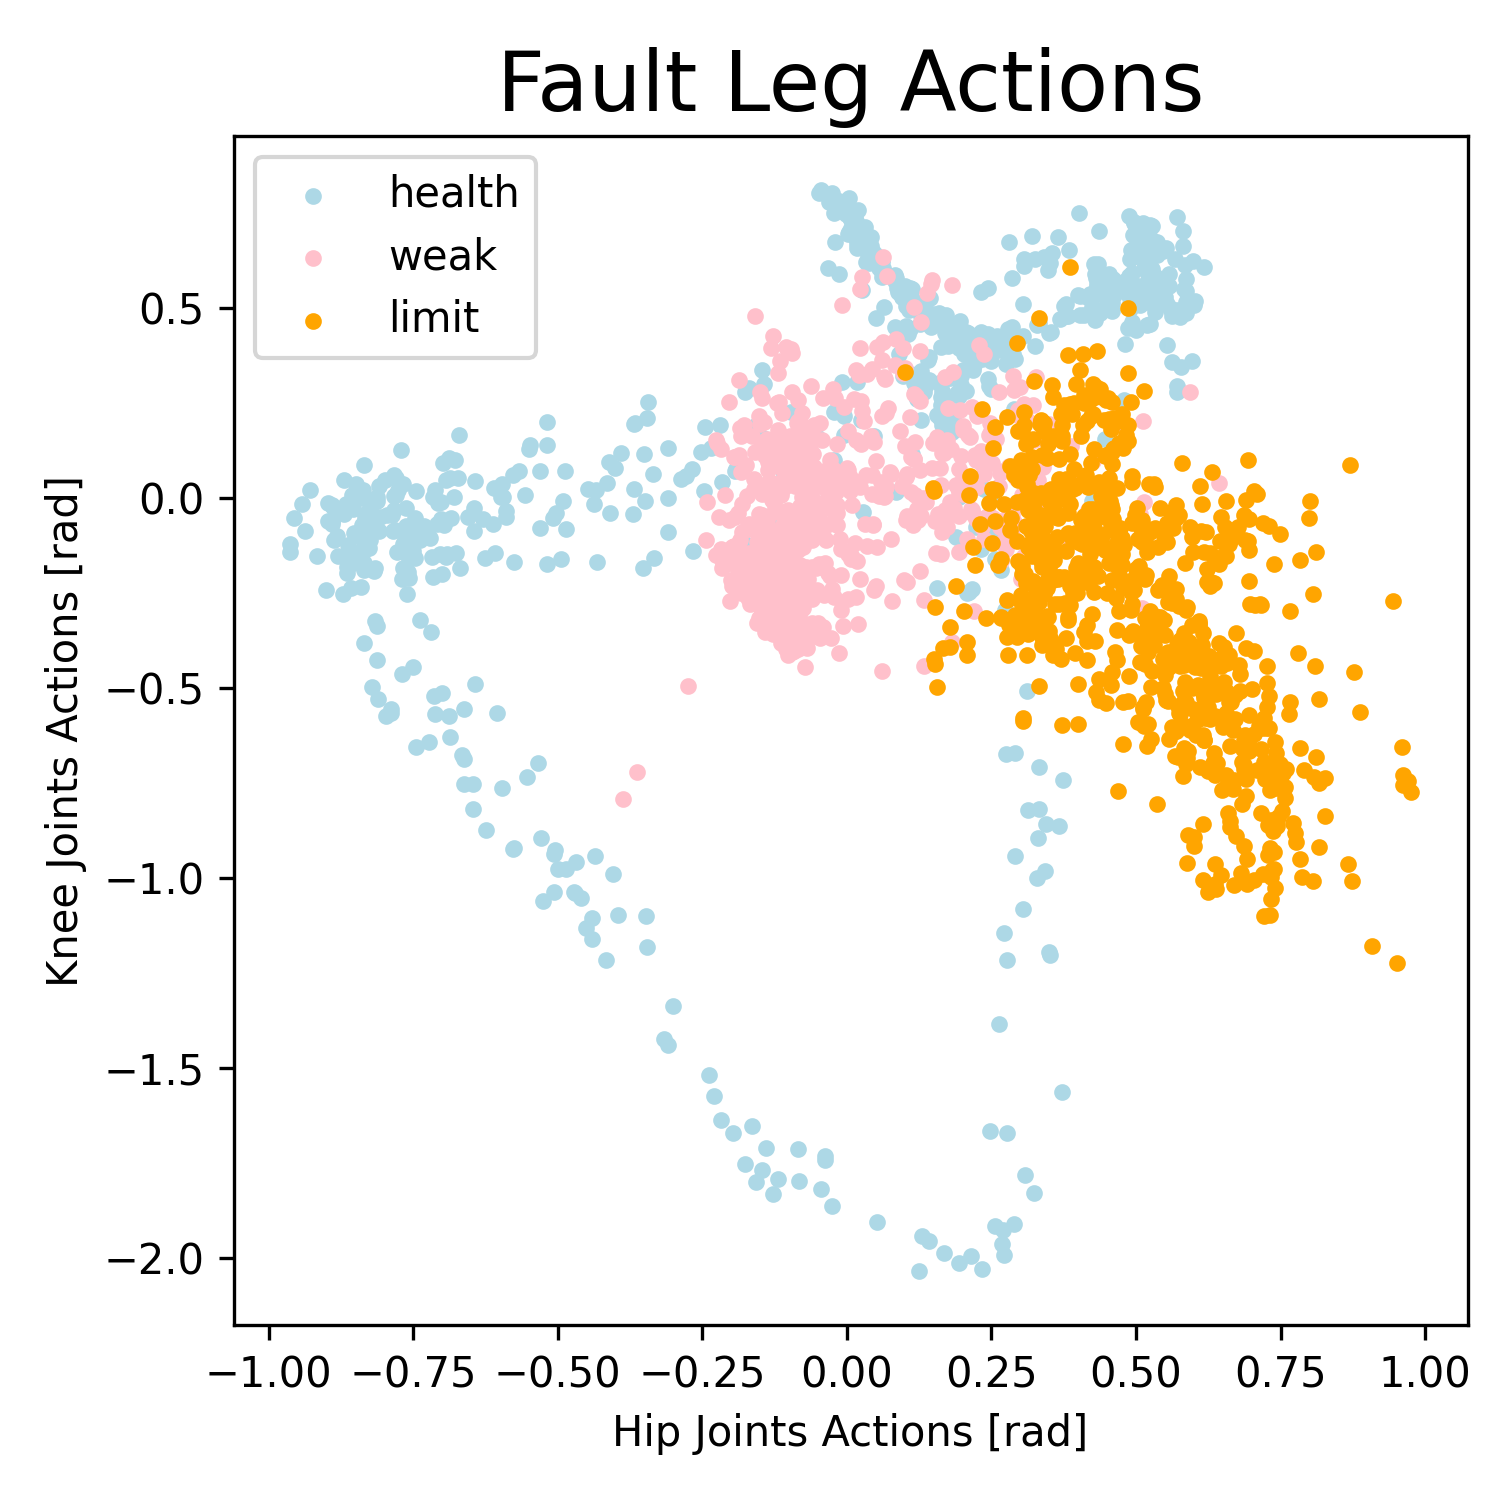 Fault Leg Actions
health
weak
limit
Knee Joints Actions [rad]
0.5
0.0
−0.5
−1.0
−1.5
−2.0
−1.00 −0.75 −0.50 −0.25 0.00 0.25 0.50 0.75 1.00
Hip Joints Actions [rad]